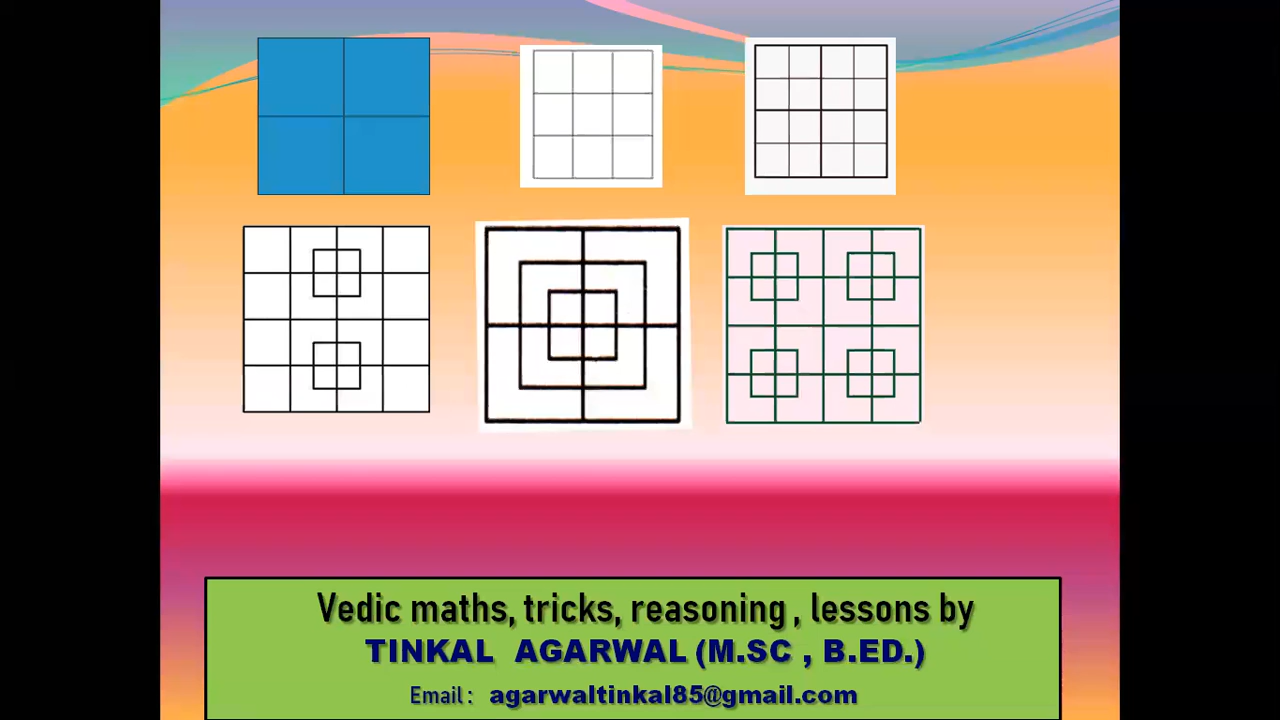 Vedic maths, tricks, reasoning , lessons by
TINKAL AGARWAL (M.SC , B.ED.)
Email : agarwaltinkal85@gmail.com